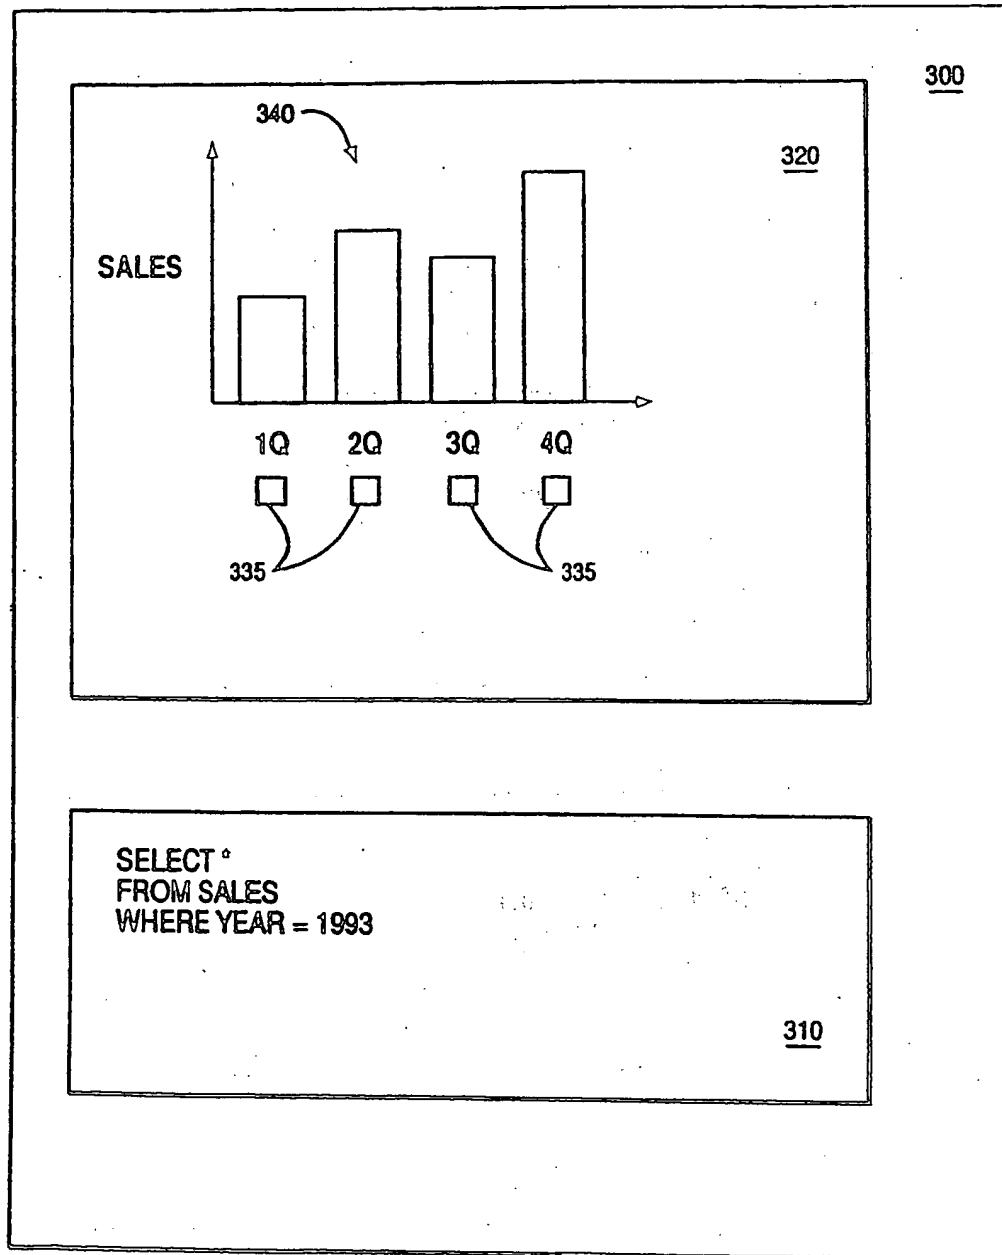 300
340
320
SALES
1Q 2Q 3Q 4Q
335 335
SELECT *
FROM SALES
WHERE YEAR = 1993
310